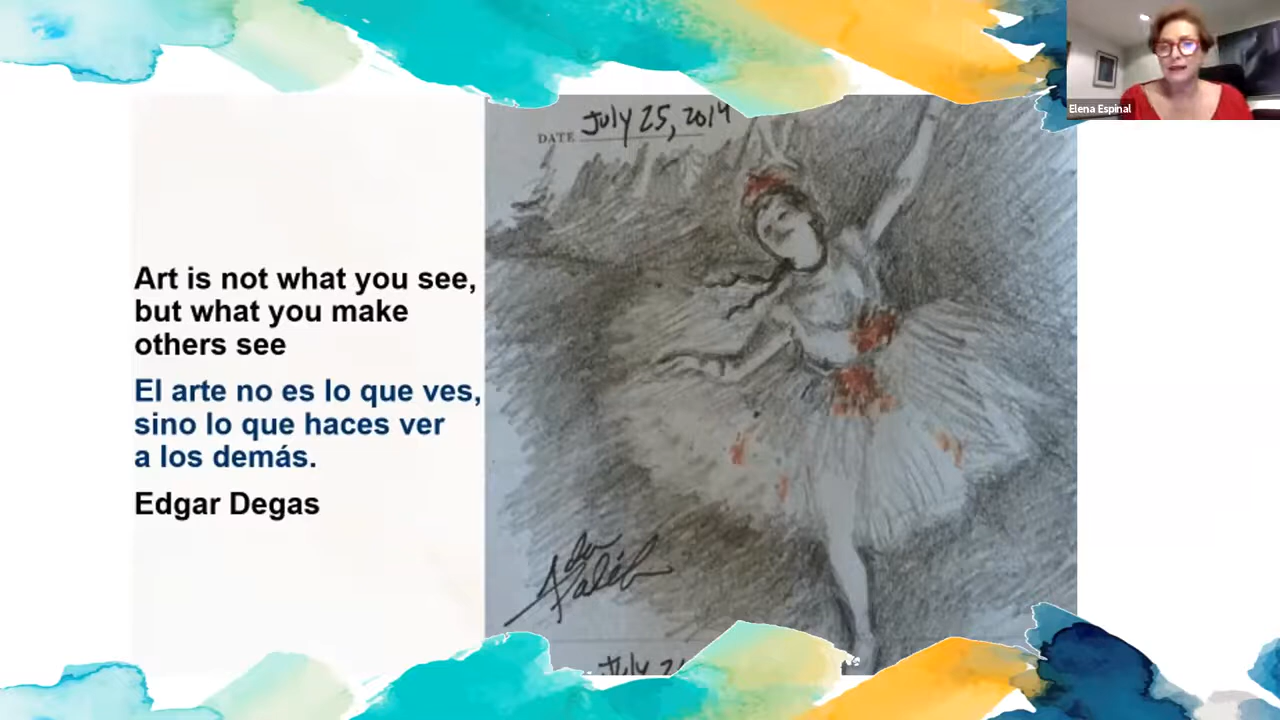 Elena Espinal
DATE July 25, 2014
Art is not what you see,
but what you make
others see
El arte no es lo que ves,
sino lo que haces ver
a los demás.
Edgar Degas
July